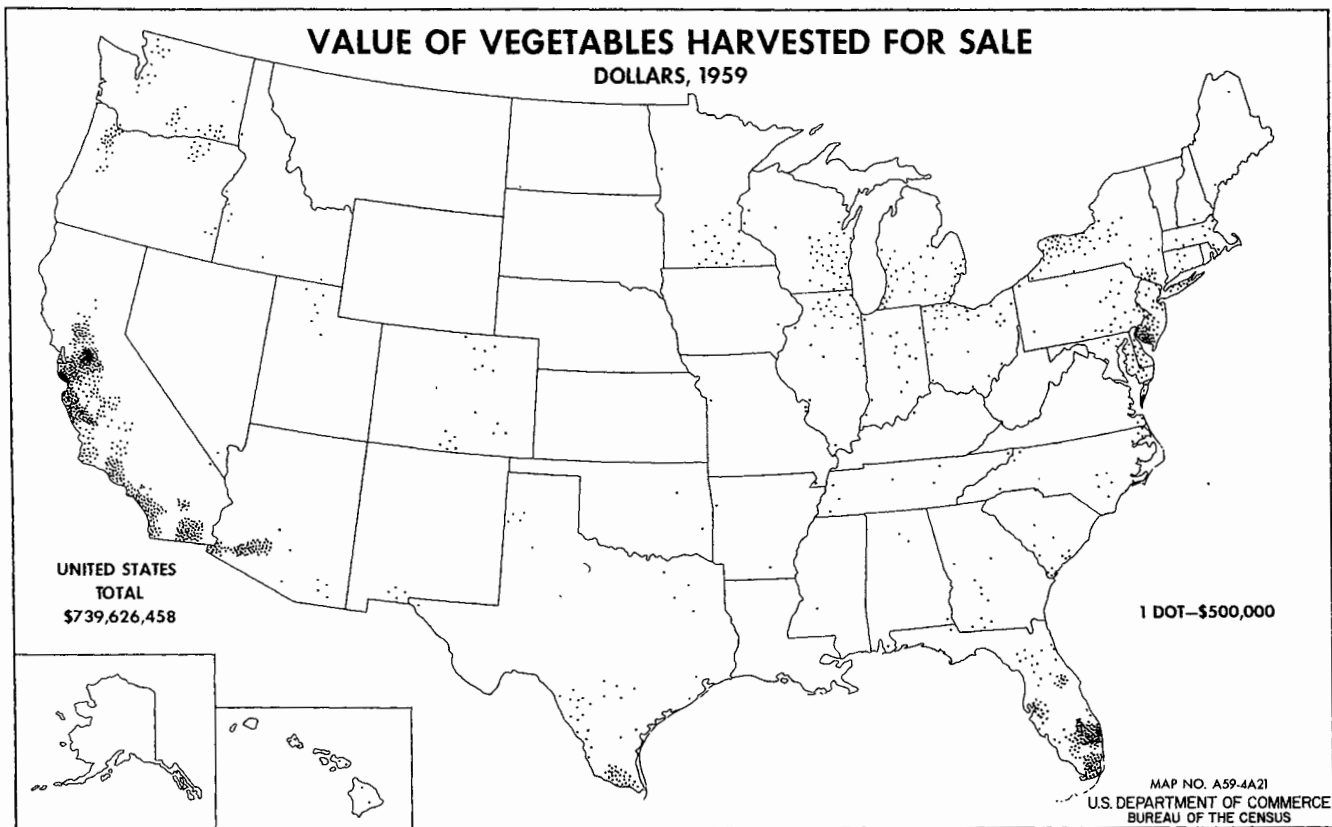 VALUE OF VEGETABLES HARVESTED FOR SALE
DOLLARS, 1959
UNITED STATES
TOTAL
$739,626,458
1 DOT—$500,000
MAP NO. A59-4A21
U.S. DEPARTMENT OF COMMERCE
BUREAU OF THE CENSUS